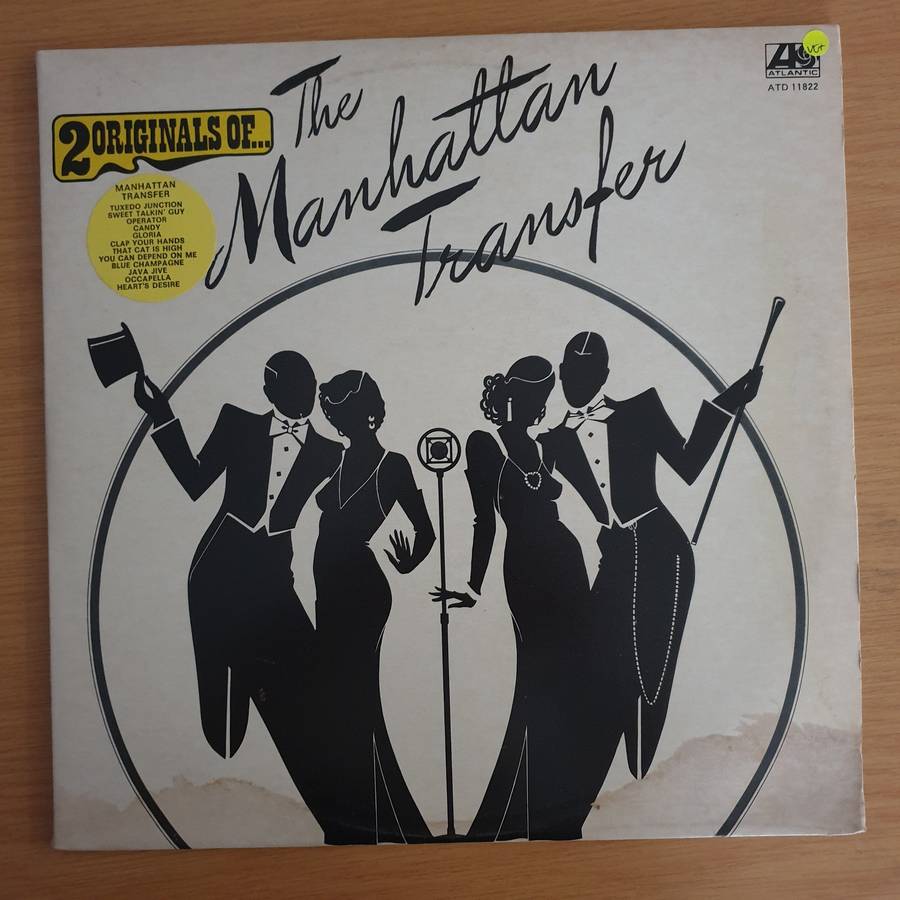 The
Manhattan
Transfer
2 ORIGINALS OF...
MANHATTAN
TRANSFER
TUXEDO JUNCTION
SWEET TALKIN' GUY
OPERATOR
CANDY
GLORIA
CLAP YOUR HANDS
THAT CAT IS HIGH
YOU CAN DEPEND ON ME
BLUE CHAMPAGNE
JAVA JIVE
OCCAPELLA
HEART'S DESIRE
VG+
ATLANTIC
ATD 11822